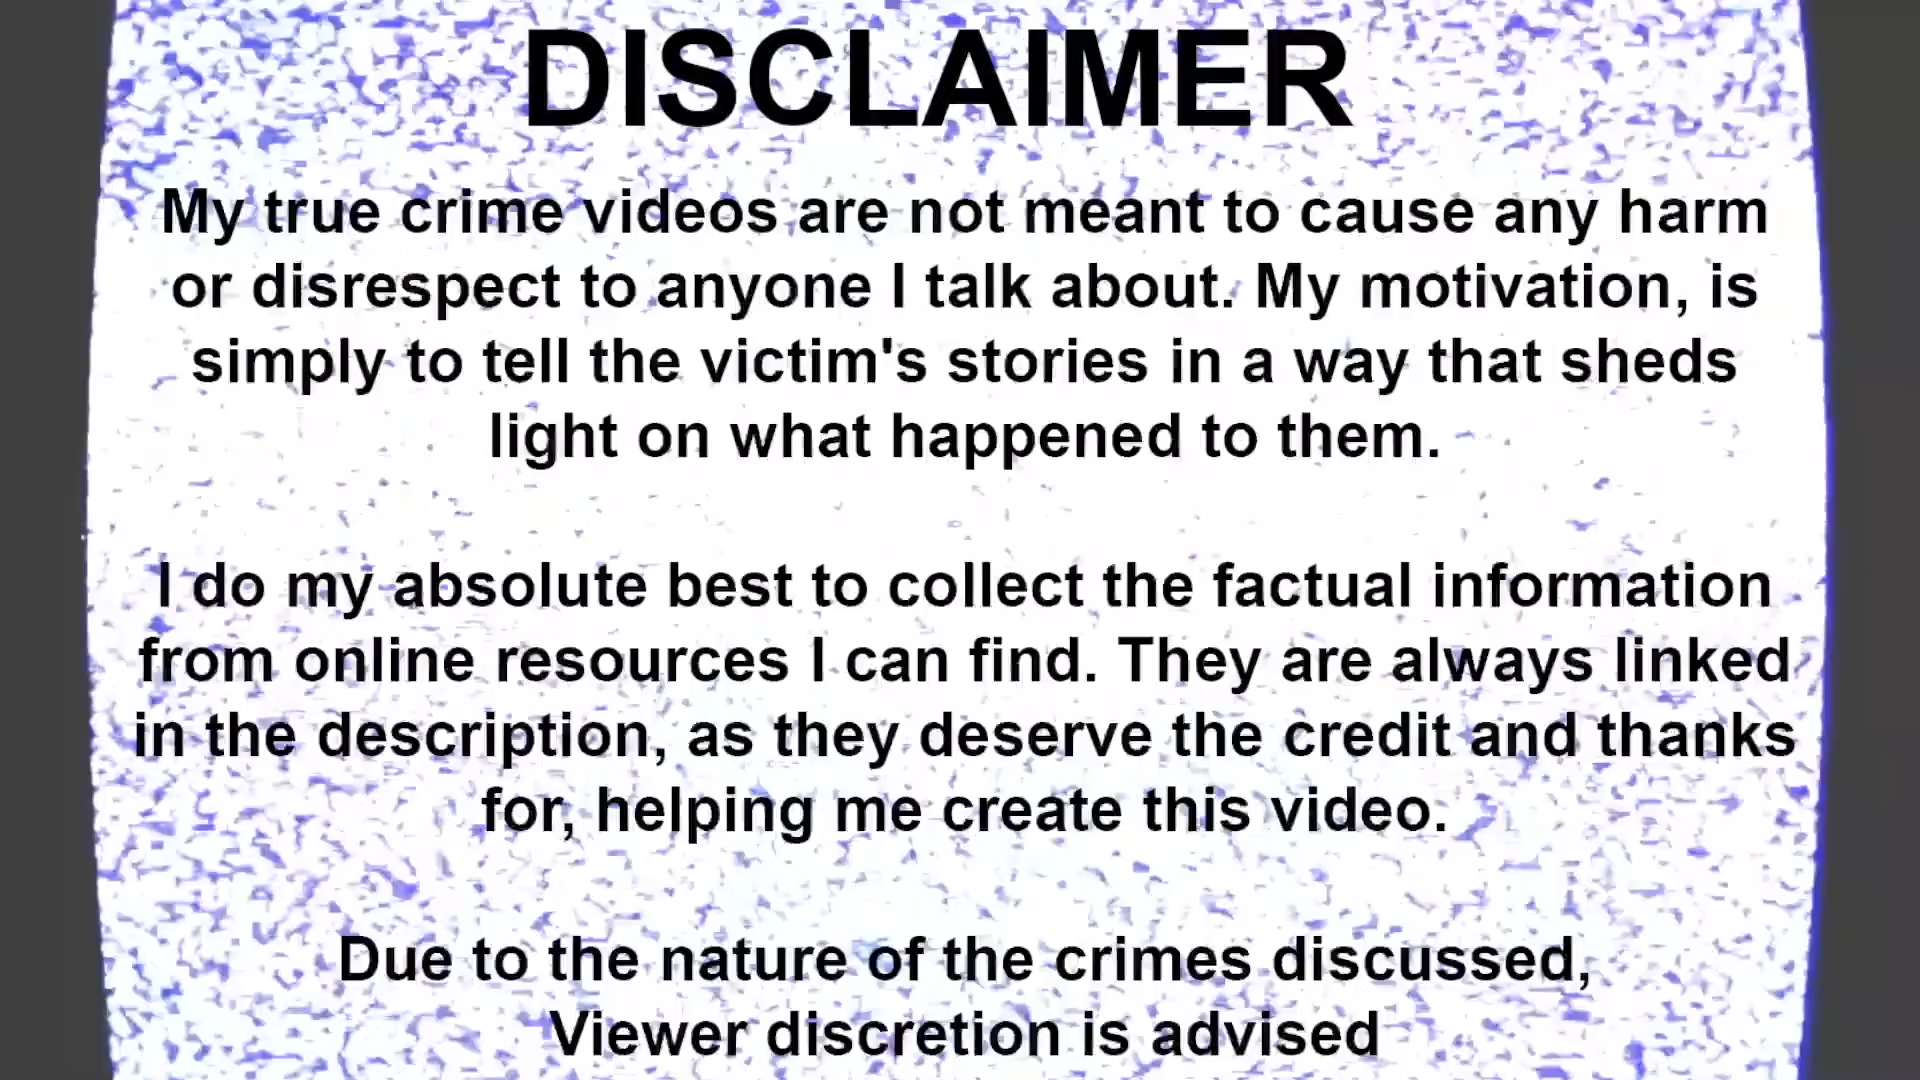 DISCLAIMER
My true crime videos are not meant to cause any harm
or disrespect to anyone I talk about. My motivation, is
simply to tell the victim's stories in a way that sheds
light on what happened to them.
I do my absolute best to collect the factual information
from online resources I can find. They are always linked
in the description, as they deserve the credit and thanks
for, helping me create this video.
Due to the nature of the crimes discussed,
Viewer discretion is advised